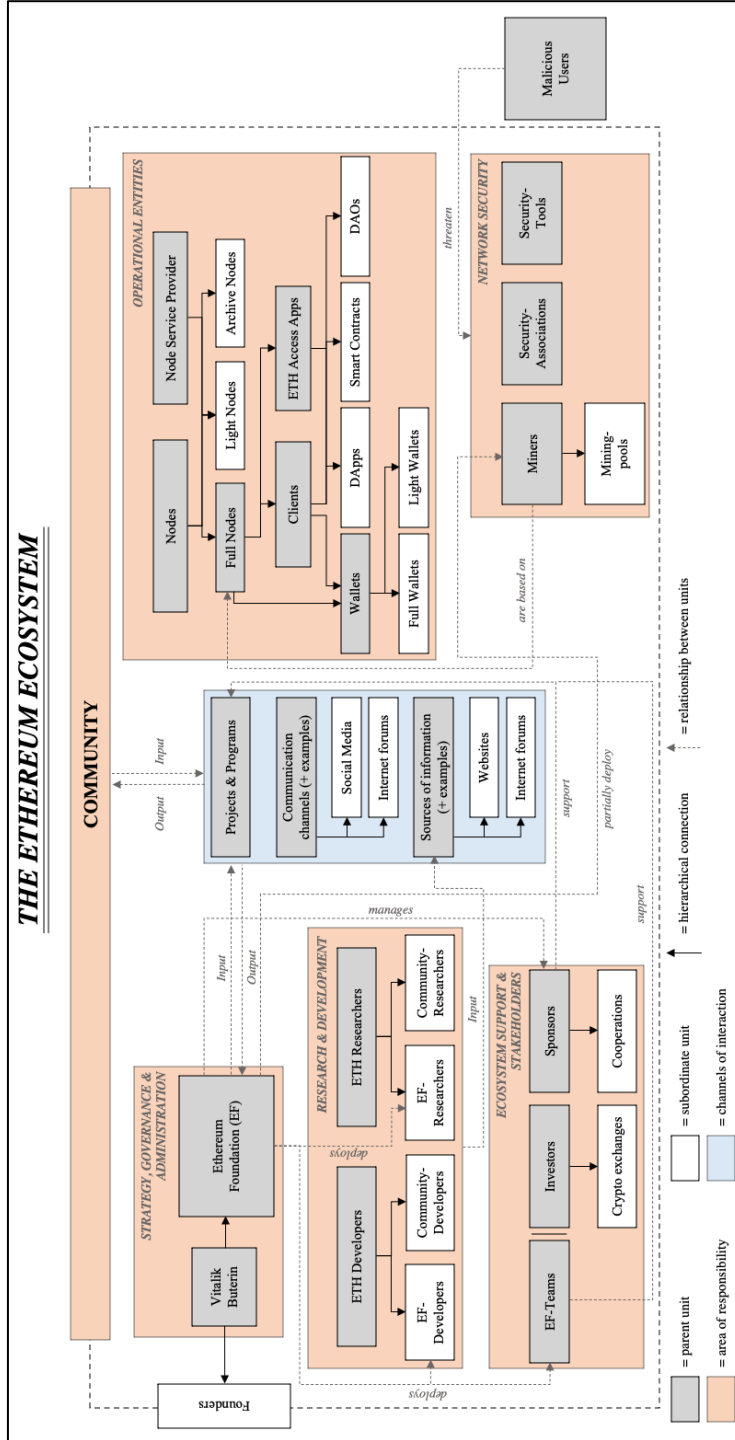 THE ETHEREUM ECOSYSTEM
COMMUNITY
Founders
STRATEGY, GOVERNANCE &
ADMINISTRATION
Vitalik
Buterin
Ethereum
Foundation (EF)
Input
Output
Output
Input
manages
deploys
deploys
RESEARCH & DEVELOPMENT
ETH Developers
ETH Researchers
EF-
Developers
Community-
Developers
EF-
Researchers
Community-
Researchers
Input
ECOSYSTEM SUPPORT &
STAKEHOLDERS
EF-Teams
Investors
Sponsors
Crypto exchanges
Cooperations
support
support
partially deploy
Projects & Programs
Communication
channels (+ examples)
Social Media
Internet forums
Sources of information
(+ examples)
Websites
Internet forums
OPERATIONAL ENTITIES
Nodes
Node Service Provider
Full Nodes
Light Nodes
Archive Nodes
Clients
ETH Access Apps
Wallets
DApps
Smart Contracts
DAOs
Full Wallets
Light Wallets
are based on
threaten
NETWORK SECURITY
Miners
Security-
Associations
Security-
Tools
Mining-
pools
Malicious
Users
= parent unit
= subordinate unit
= hierarchical connection
= relationship between units
= area of responsibility
= channels of interaction